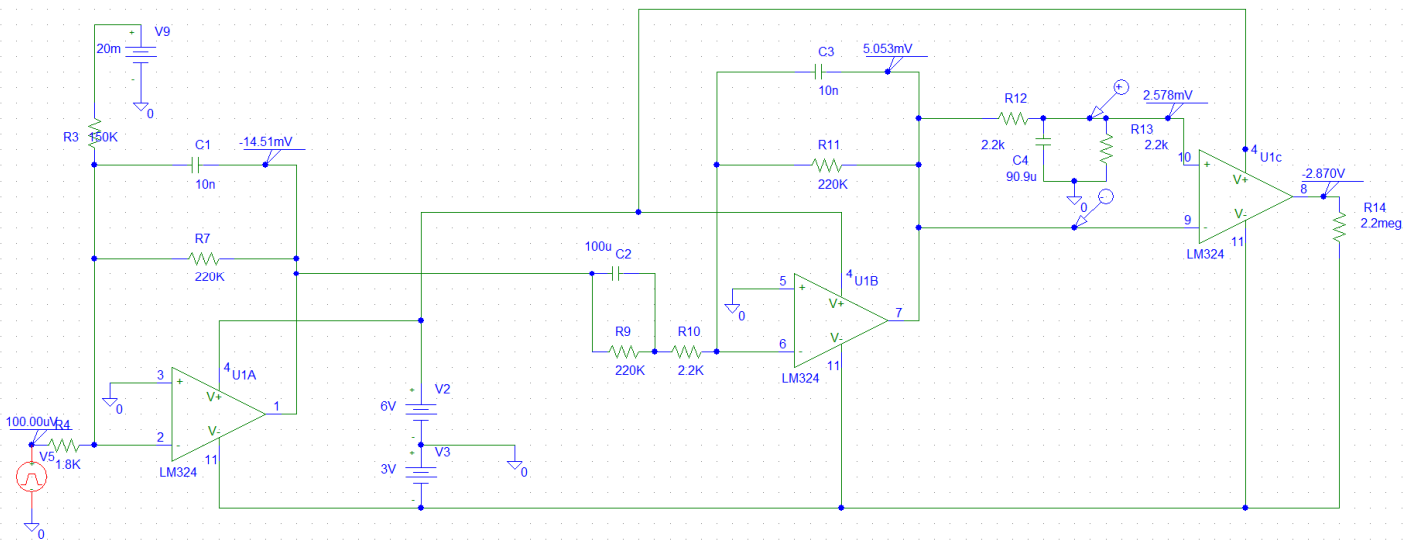 V9
+
20m
-
0
R3 150K
C1
-14.51mV
10n
R7
220K
3
+
0
4
U1A
V+
1
100.00uV
R4
2
-
V-
V5
1.8K
LM324
11
0
+
V2
6V
-
+
V3
3V
-
0
C3
5.053mV
10n
R11
220K
100u
C2
R9
R10
220K
2.2K
5
+
0
4
U1B
V+
7
6
-
V-
LM324
11
R12
2.2k
+
2.578mV
R13
2.2k
C4
90.9u
0
-
10
+
4
U1c
V+
-2.870V
8
9
-
V-
11
LM324
R14
2.2meg